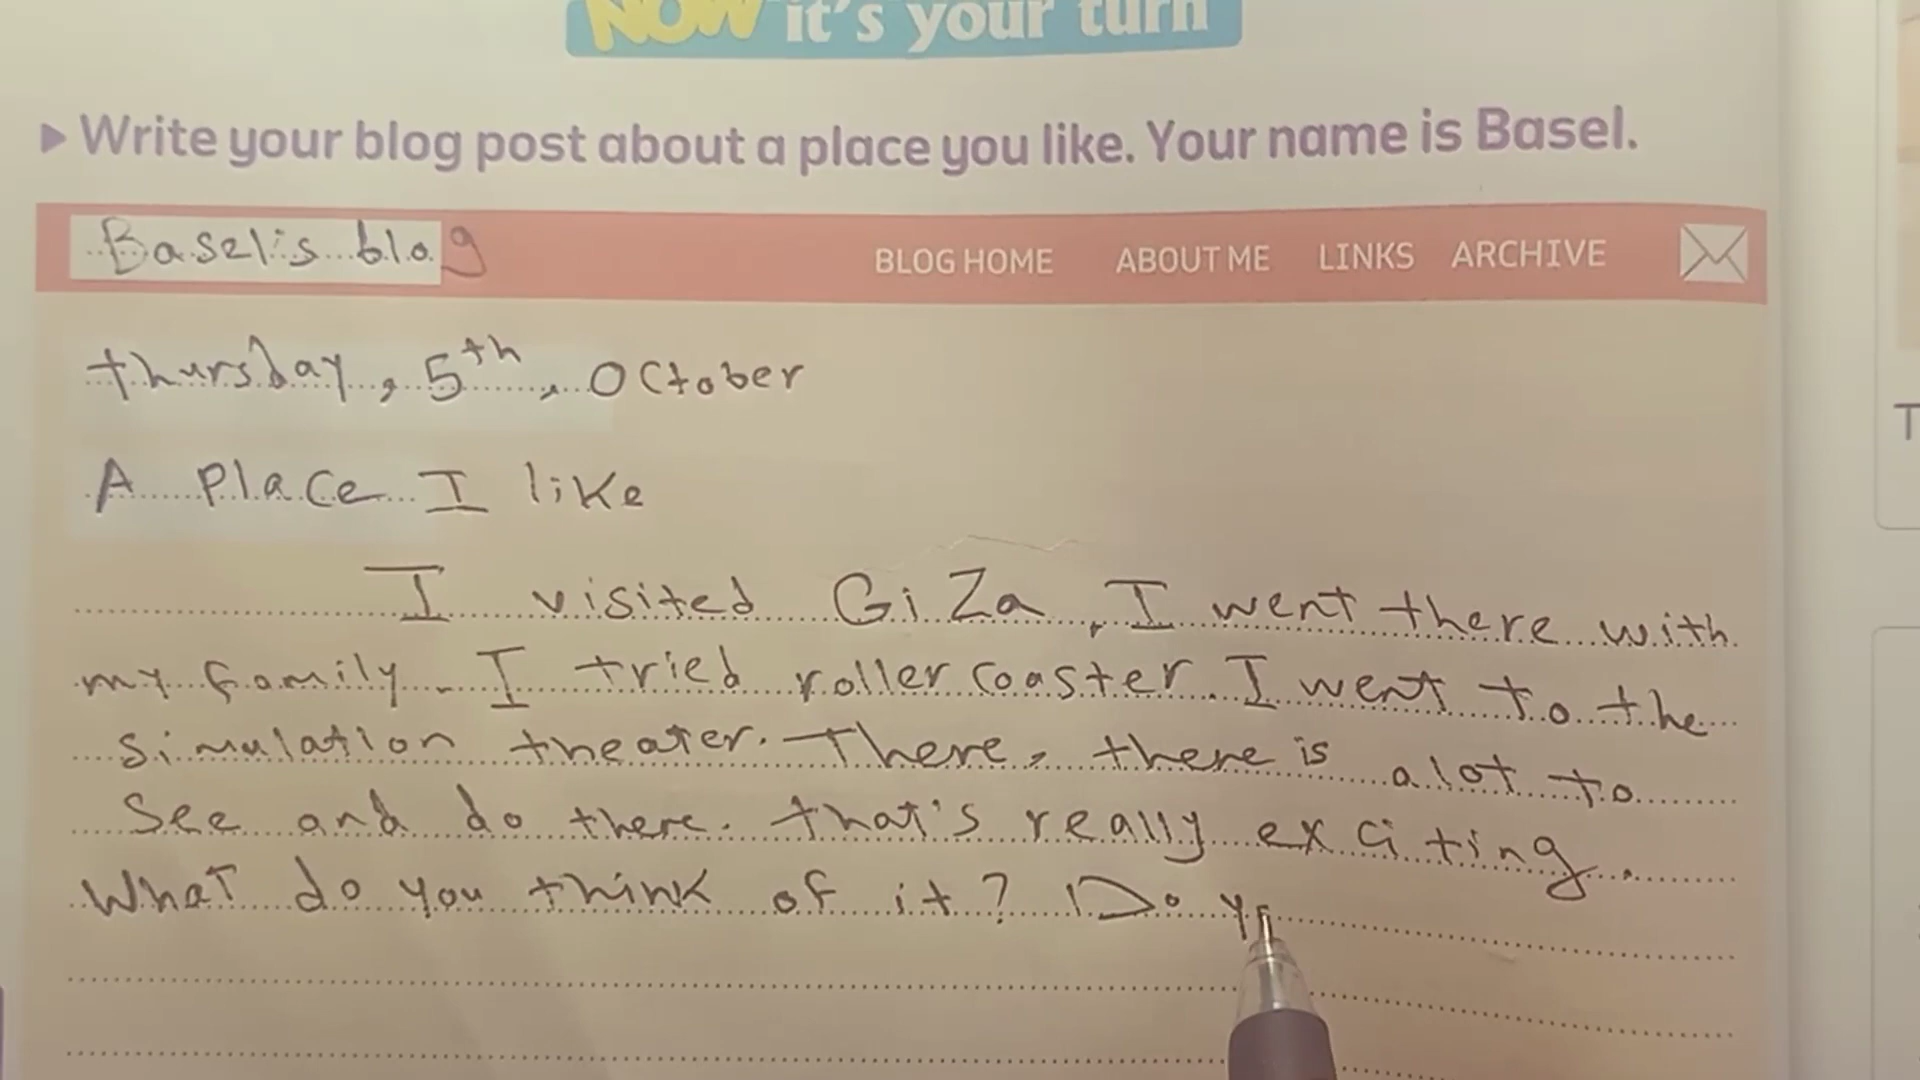 NOW it's your turn
▶ Write your blog post about a place you like. Your name is Basel.
Basel's blog BLOG HOME ABOUT ME LINKS ARCHIVE
thursday, 5th, October
A place I like
I visited GiZa, I went there with
my family. I tried roller coaster. I went to the
simulation theater. There, there is alot to
see and do there. that's really exciting.
What do you think of it? Do y
T